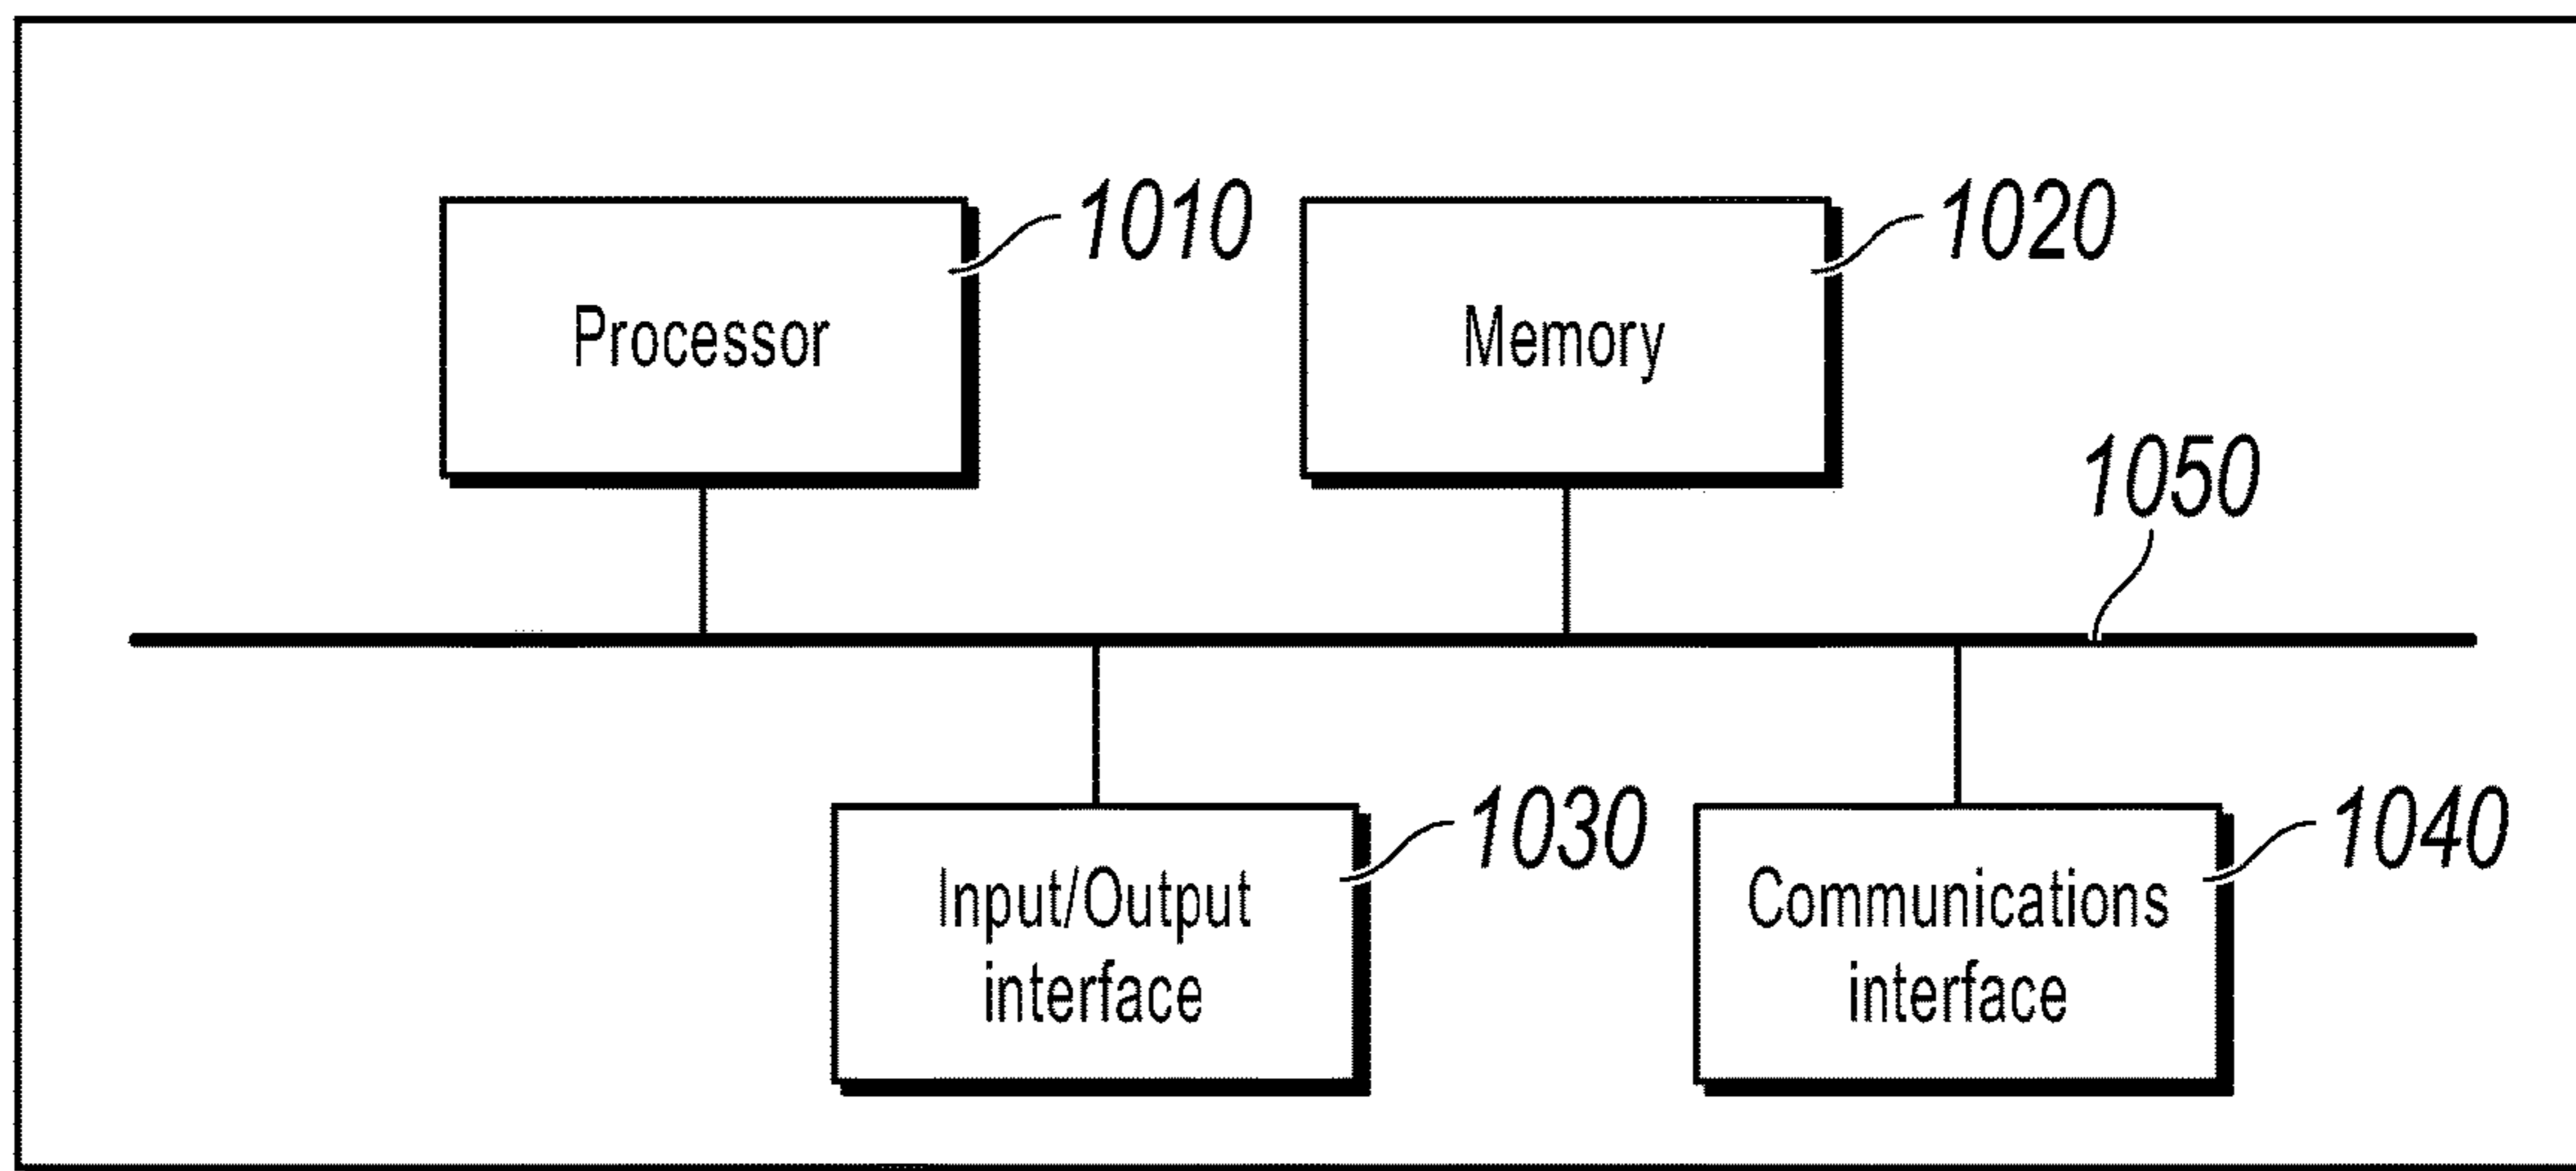 1010
Processor
1020
Memory
1050
1030
Input/Output
interface
1040
Communications
interface